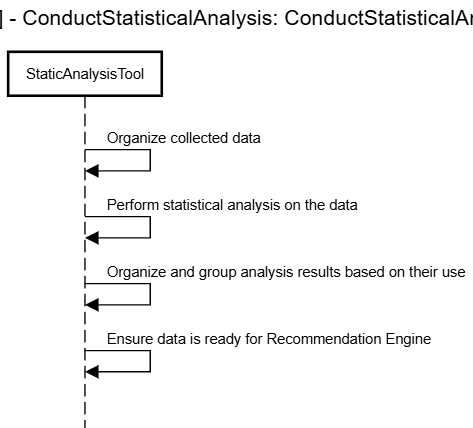 ] - ConductStatisticalAnalysis: ConductStatisticalAn
StaticAnalysisTool
Organize collected data
Perform statistical analysis on the data
Organize and group analysis results based on their use
Ensure data is ready for Recommendation Engine